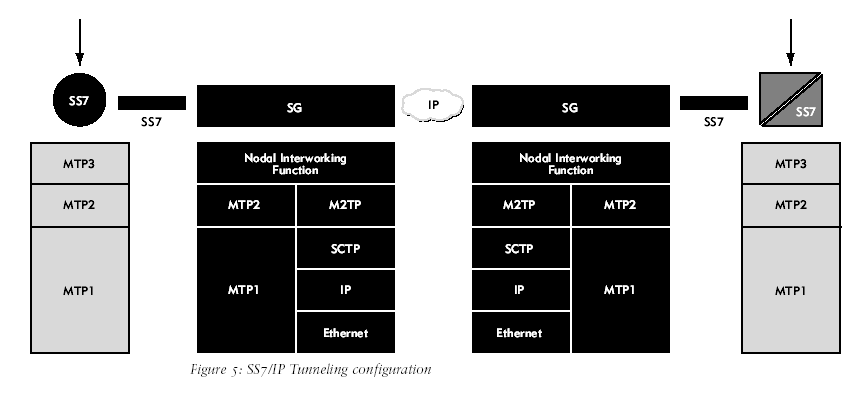 SS7
SS7
SG
IP
SG
SS7
SS7
MTP3
MTP2
MTP1
Nodal Interworking
Function
MTP2
M2TP
MTP1
SCTP
IP
Ethernet
Nodal Interworking
Function
M2TP
MTP2
SCTP
IP
Ethernet
MTP1
MTP3
MTP2
MTP1
Figure 5: SS7/IP Tunneling configuration